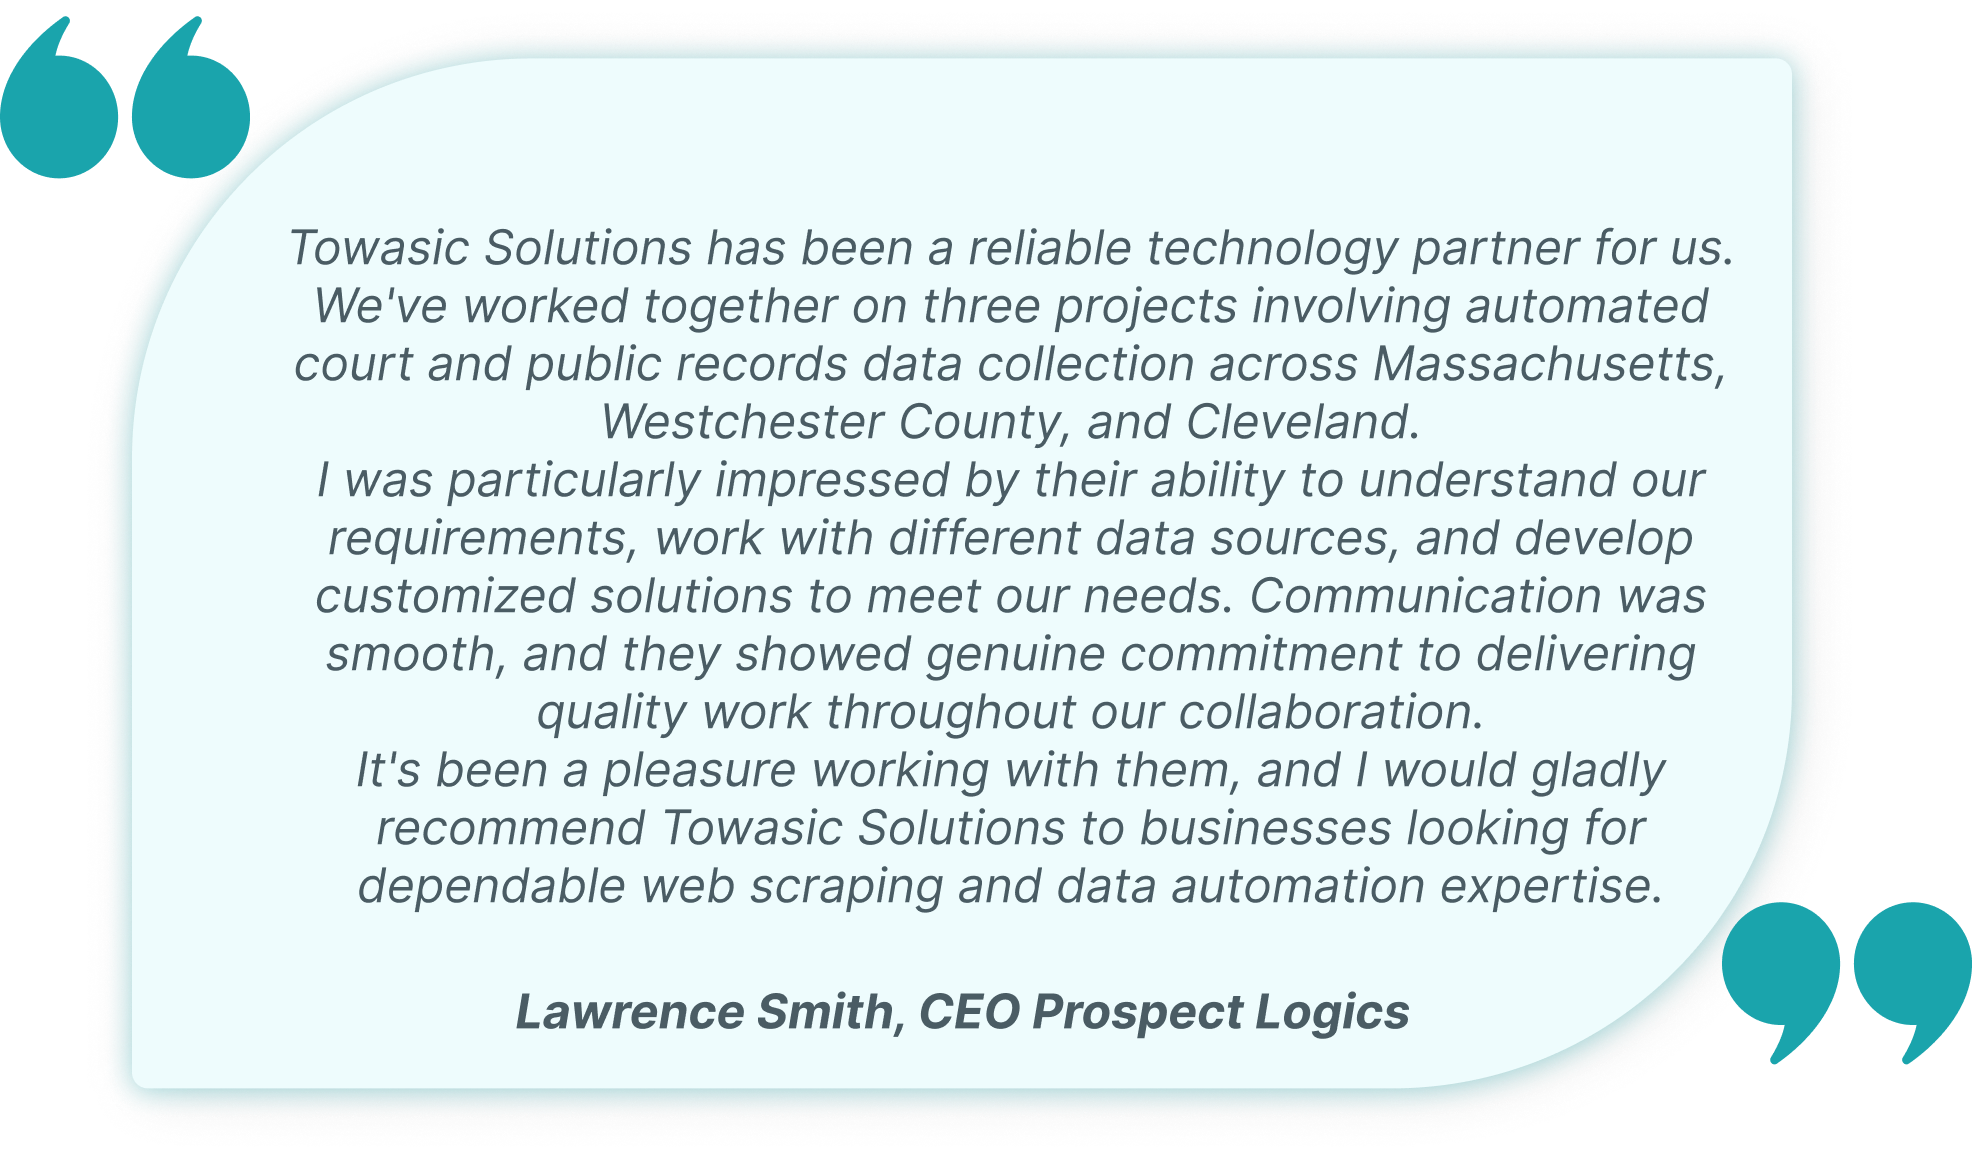 Towasic Solutions has been a reliable technology partner for us.
We've worked together on three projects involving automated
court and public records data collection across Massachusetts,
Westchester County, and Cleveland.
I was particularly impressed by their ability to understand our
requirements, work with different data sources, and develop
customized solutions to meet our needs. Communication was
smooth, and they showed genuine commitment to delivering
quality work throughout our collaboration.
It's been a pleasure working with them, and I would gladly
recommend Towasic Solutions to businesses looking for
dependable web scraping and data automation expertise.
Lawrence Smith, CEO Prospect Logics